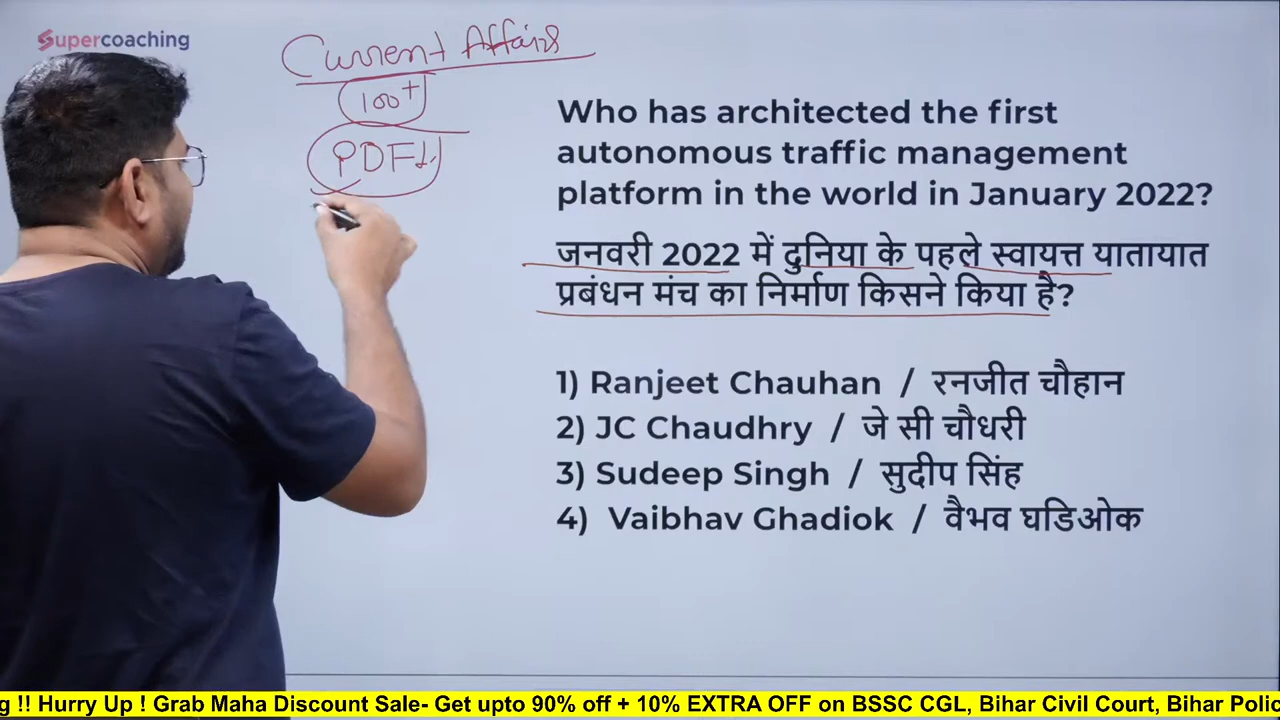 Supercoaching
Current Affairs
100+
PDF
Who has architected the first
autonomous traffic management
platform in the world in January 2022?
जनवरी 2022 में दुनिया के पहले स्वायत्त यातायात
प्रबंधन मंच का निर्माण किसने किया है?
1) Ranjeet Chauhan / रनजीत चौहान
2) JC Chaudhry / जे सी चौधरी
3) Sudeep Singh / सुदीप सिंह
4) Vaibhav Ghadiok / वैभव घडिओक
g !! Hurry Up ! Grab Maha Discount Sale- Get upto 90% off + 10% EXTRA OFF on BSSC CGL, Bihar Civil Court, Bihar Polic